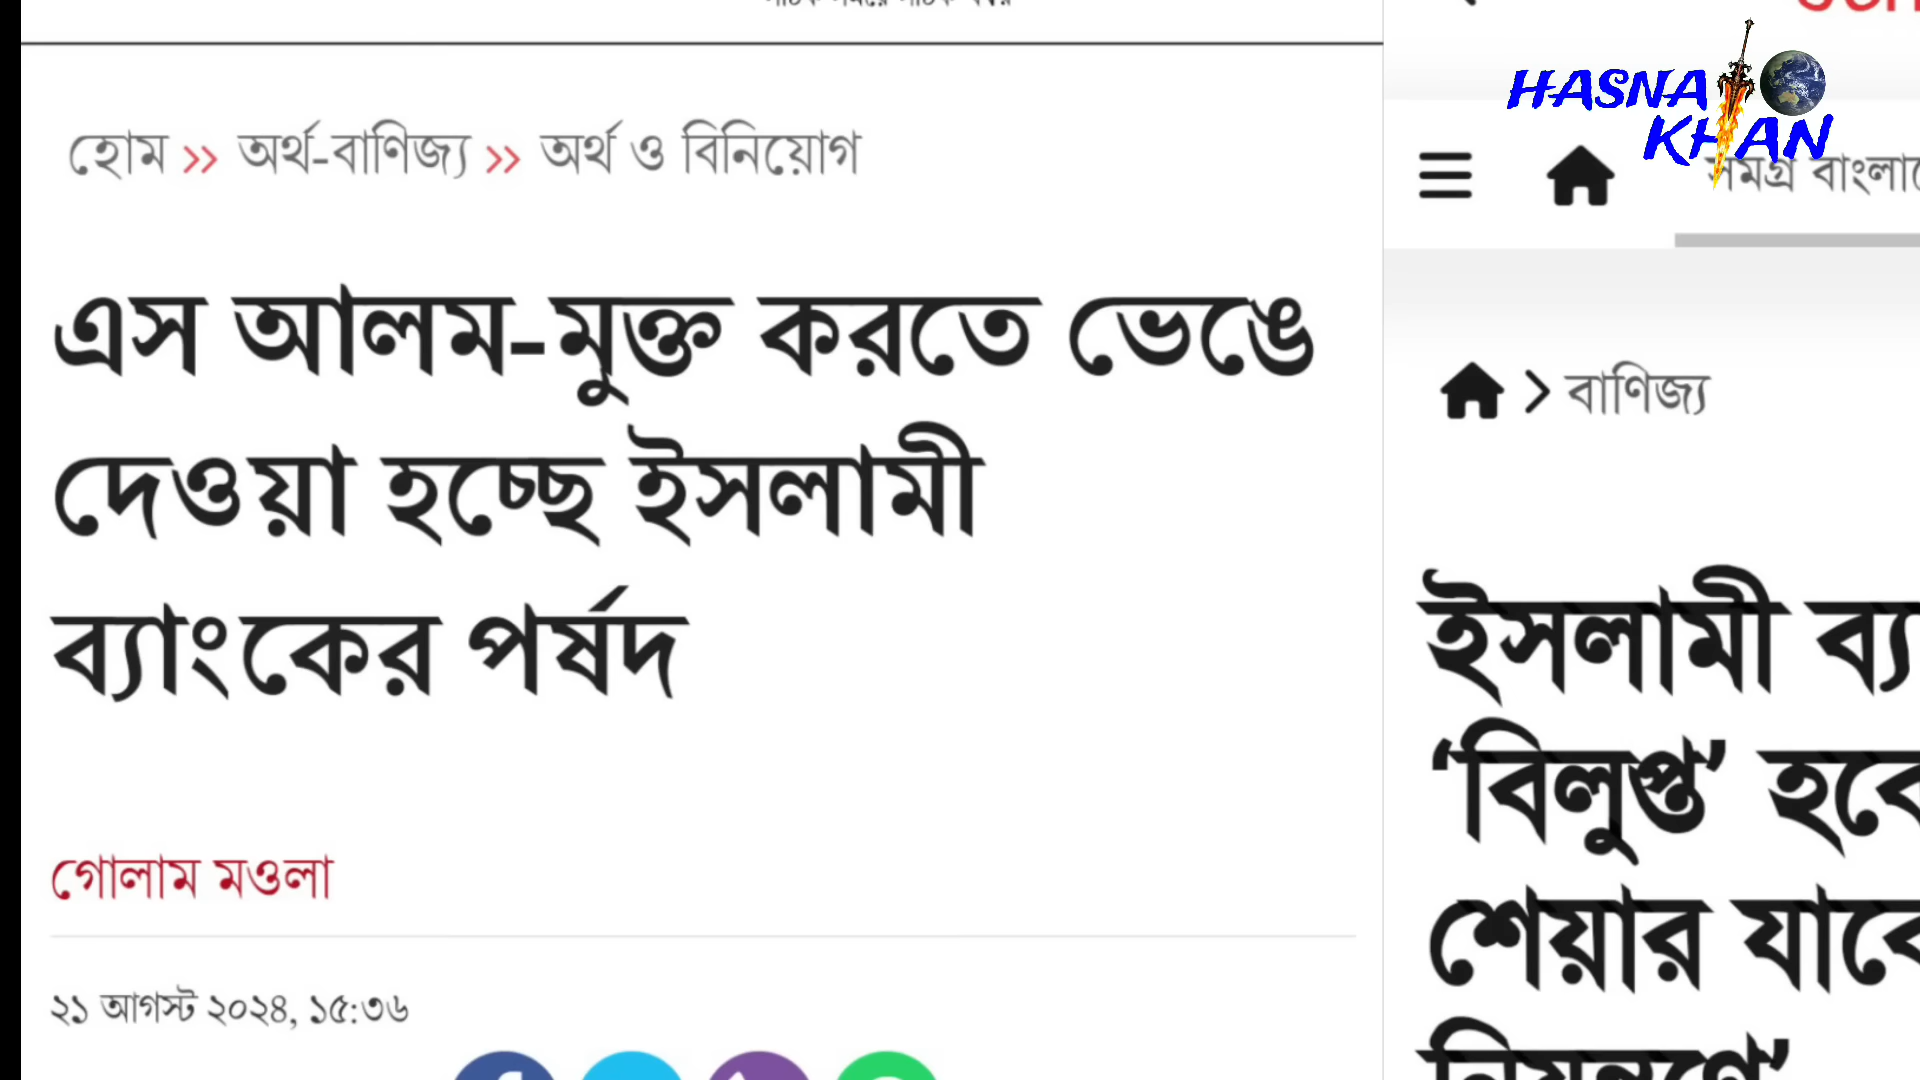 হোম >> অর্থ-বাণিজ্য >> অর্থ ও বিনিয়োগ
এস আলম-মুক্ত করতে ভেঙে
দেওয়া হচ্ছে ইসলামী
ব্যাংকের পর্ষদ
গোলাম মওলা
২১ আগস্ট ২০২৪, ১৫:৩৬
HASNA
KHAN
সমগ্র
বাণিজ্য
ইসলামী
‘বিলুপ্ত’ হবে
শেয়ার যাবে